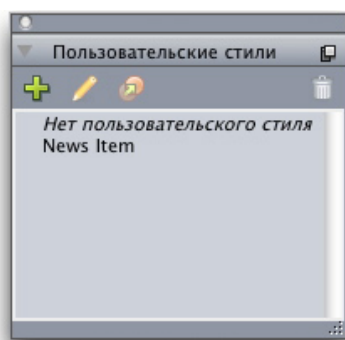 Пользовательские стили
Нет пользовательского стиля
News Item